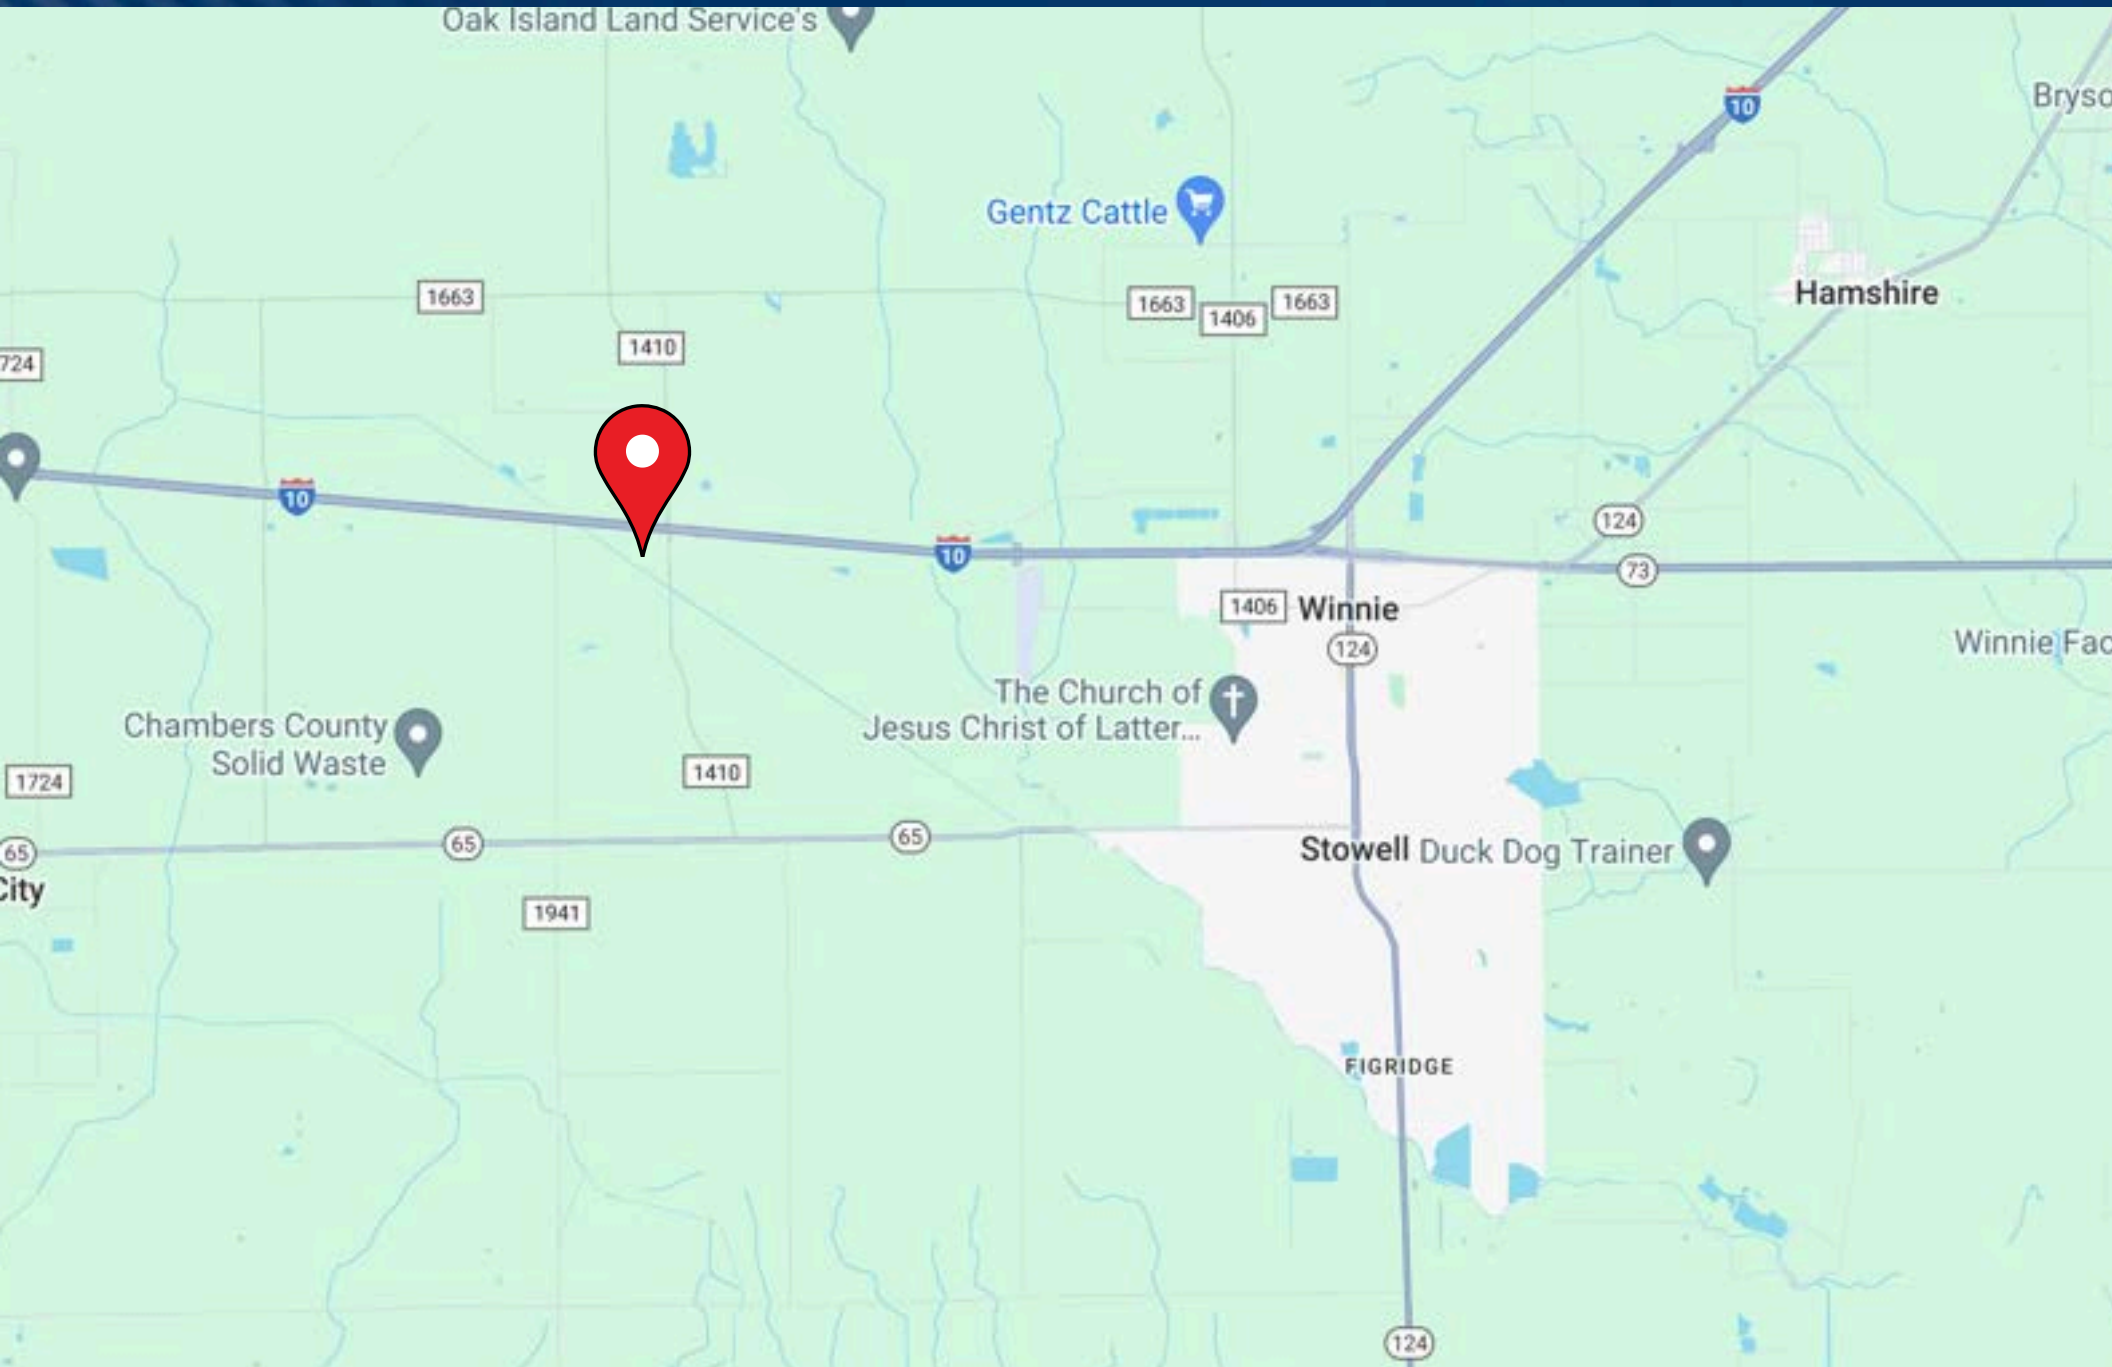 Oak Island Land Service's
10
Bryso
Gentz Cattle
1663
1663
1406
1663
Hamshire
1410
724
10
10
124
73
1406
Winnie
124
Winnie Fac
The Church of
Jesus Christ of Latter...
Chambers County
Solid Waste
1724
1410
65
65
65
Stowell
Duck Dog Trainer
City
1941
FIGRIDGE
124